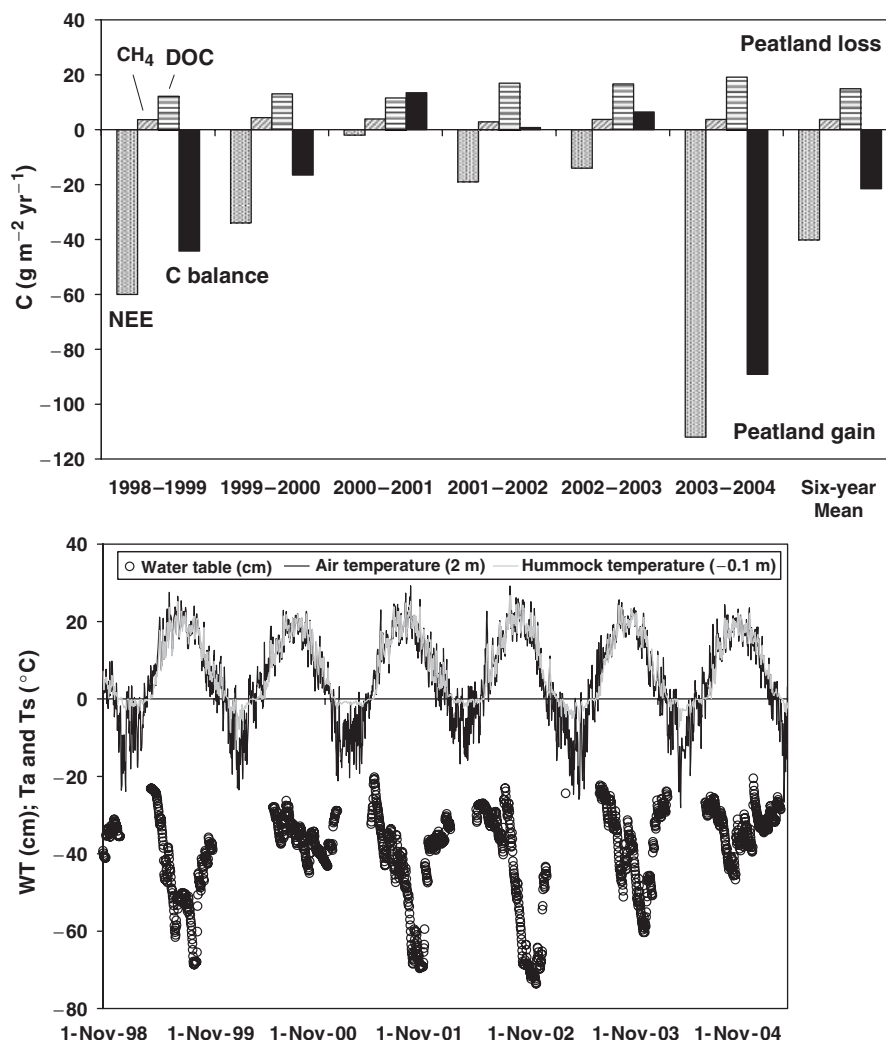 40
20
0
−20
−40
−60
−80
−100
−120
C (g m−2 yr−1)
CH4
DOC
Peatland loss
C balance
NEE
Peatland gain
1998–1999
1999–2000
2000–2001
2001–2002
2002–2003
2003–2004
Six-year
Mean
40
20
0
−20
−40
−60
−80
WT (cm); Ta and Ts (°C)
Water table (cm)
Air temperature (2 m)
Hummock temperature (−0.1 m)
1-Nov-98
1-Nov-99
1-Nov-00
1-Nov-01
1-Nov-02
1-Nov-03
1-Nov-04